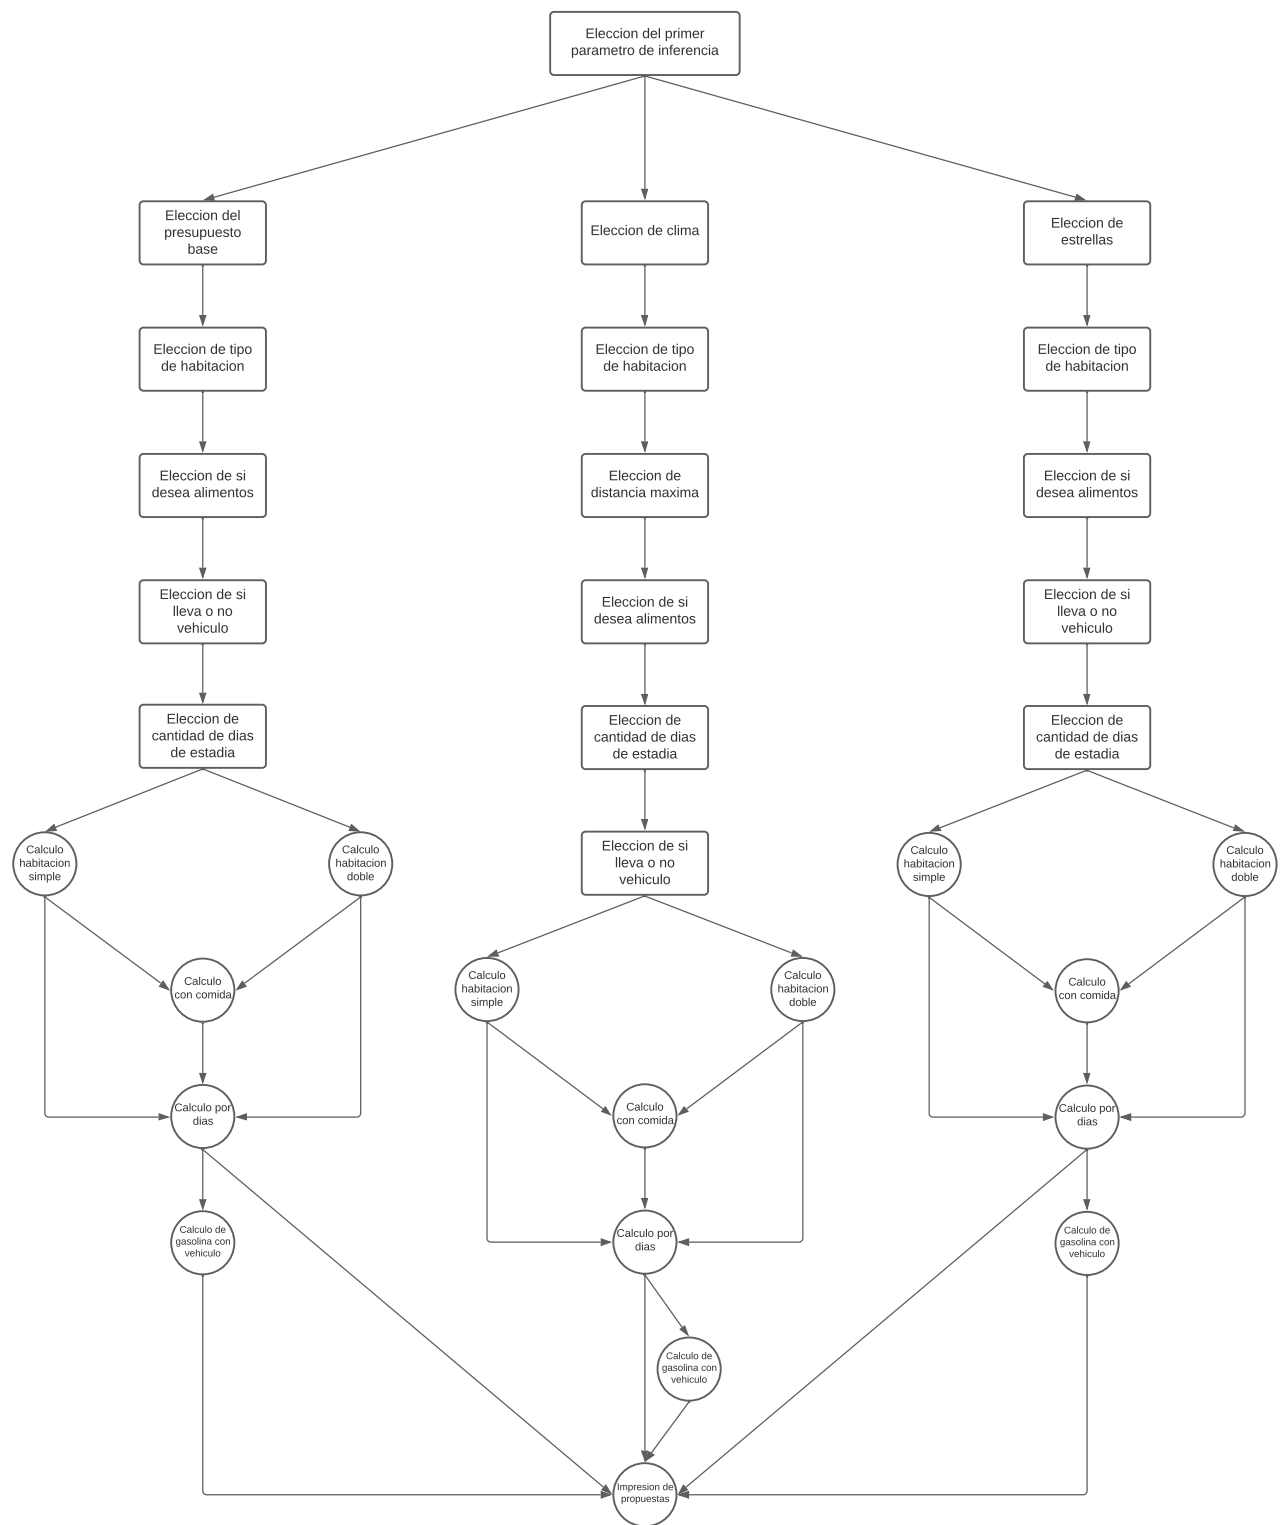 Eleccion del primer
parametro de inferencia
Eleccion del
presupuesto
base
Eleccion de clima
Eleccion de
estrellas
Eleccion de tipo
de habitacion
Eleccion de tipo
de habitacion
Eleccion de tipo
de habitacion
Eleccion de si
desea alimentos
Eleccion de
distancia maxima
Eleccion de si
desea alimentos
Eleccion de si
lleva o no
vehiculo
Eleccion de si
desea alimentos
Eleccion de si
lleva o no
vehiculo
Eleccion de
cantidad de dias
de estadia
Eleccion de
cantidad de dias
de estadia
Eleccion de
cantidad de dias
de estadia
Calculo
habitacion
simple
Calculo
habitacion
doble
Eleccion de si
lleva o no
vehiculo
Calculo
habitacion
simple
Calculo
habitacion
doble
Calculo
con comida
Calculo
habitacion
simple
Calculo
habitacion
doble
Calculo
con comida
Calculo por
dias
Calculo
con comida
Calculo por
dias
Calculo de
gasolina con
vehiculo
Calculo por
dias
Calculo de
gasolina con
vehiculo
Calculo de
gasolina con
vehiculo
Impresion de
propuestas